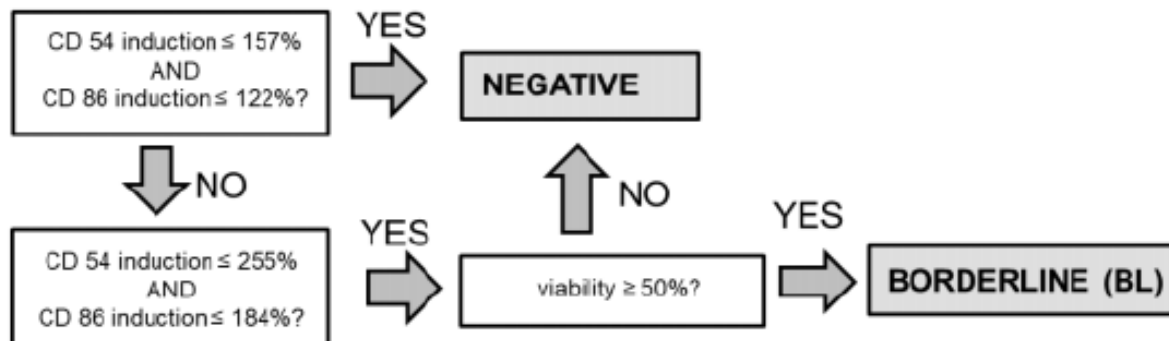 CD 54 induction ≤ 157%
AND
CD 86 induction ≤ 122%?
YES
NEGATIVE
NO
NO
CD 54 induction ≤ 255%
AND
CD 86 induction ≤ 184%?
YES
viability ≥ 50%?
YES
BORDERLINE (BL)